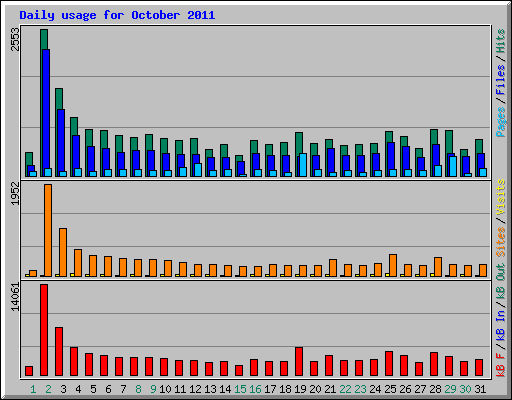 Daily usage for October 2011
2553
Pages / Files / Hits
1952
Sites / Visits
14061
kB F / kB In / kB Out
1 2 3 4 5 6 7 8 9 10 11 12 13 14 15 16 17 18 19 20 21 22 23 24 25 26 27 28 29 30 31